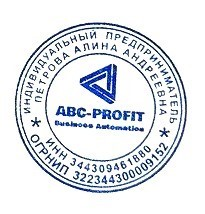 ИНДИВИДУАЛЬНЫЙ ПРЕДПРИНИМАТЕЛЬ
ПЕТРОВА АЛИНА АНДРЕЕВНА
ABC-PROFIT
Business Automation
ИНН 344309461880
* ОГРНИП 322344300009152 *